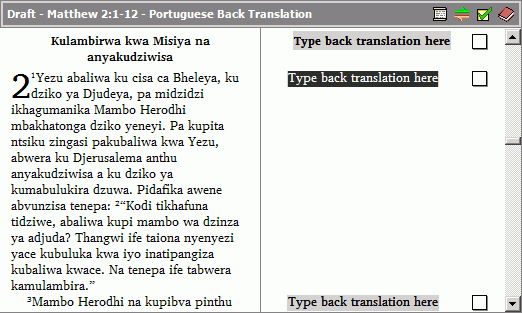 Draft - Matthew 2:1-12 - Portuguese Back Translation
Kulambirwa kwa Misiya na
anyakudziwisa
2 ¹Yezu abaliwa ku cisa ca Bheleya, ku
dziko ya Djudeya, pa midzidzi
ikhagumanika Mambo Herodhi
mbakhatonga dziko yeneyi. Pa kupita
ntsiku zingasi pakubaliwa kwa Yezu,
abwera ku Djerusalema anthu
anyakudziwisa a ku dziko ya
kumabulukira dzuwa. Pidafika awene
abvunzisa tenepa: ²“Kodi tikhafuna
tidziwe, abaliwa kupi mambo wa dzinza
ya adjuda? Thangwi ife taiona nyenyezi
yace kubuluka kwa iyo inatipangiza
kubaliwa kwace. Na tenepa ife tabwera
kamulambira.”
³Mambo Herodhi na kupibva pinthu
Type back translation here
Type back translation here
Type back translation here